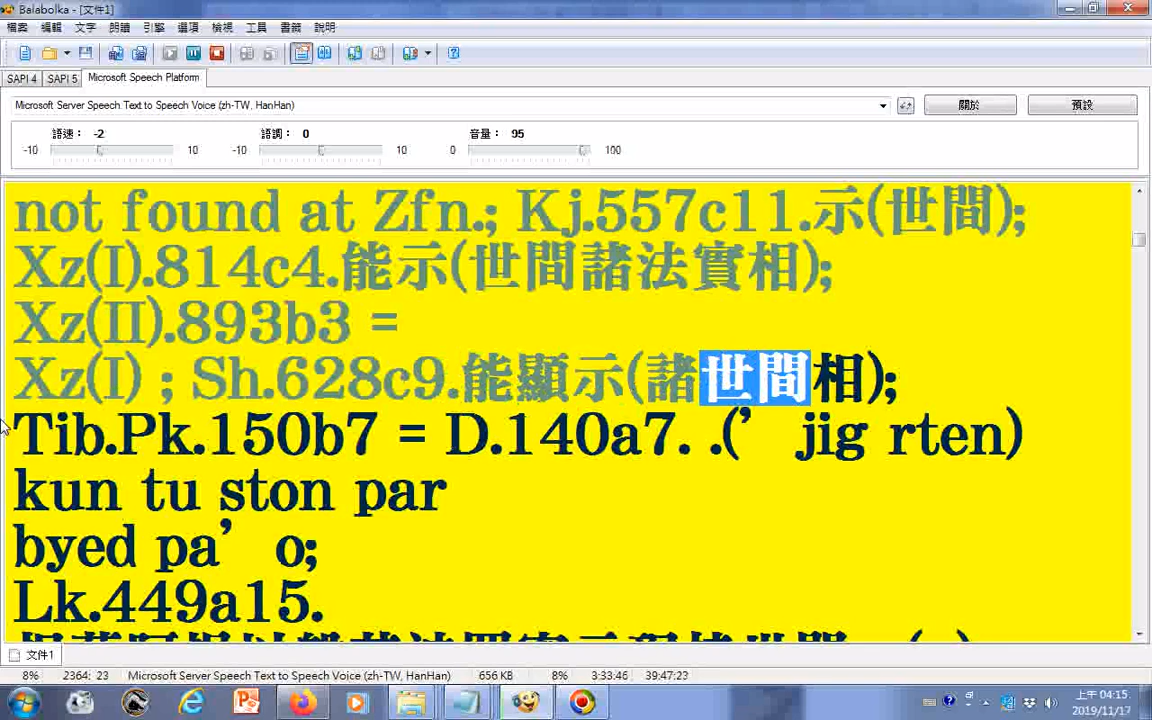 Balabolka - [文件1]
檔案 編輯 文字 朗讀 引擎 選項 檢視 工具 書籤 說明
SAPI 4 SAPI 5 Microsoft Speech Platform
Microsoft Server Speech Text to Speech Voice (zh-TW, HanHan) 關於 預設
語速： -2 語調： 0 音量： 95
-10 10 -10 10 0 100
not found at Zfn.; Kj.557c11.示(世間);
Xz(I).814c4.能示(世間諸法實相);
Xz(II).893b3 =
Xz(I) ; Sh.628c9.能顯示(諸世間相);
Tib.Pk.150b7 = D.140a7. .(’ jig rten)
kun tu ston par
byed pa’ o;
Lk.449a15.
文件1
8% 2364: 23 Microsoft Server Speech Text to Speech Voice (zh-TW, HanHan) 656 KB 8% 3:33:46 39:47:23
上午 04:15
2019/11/17